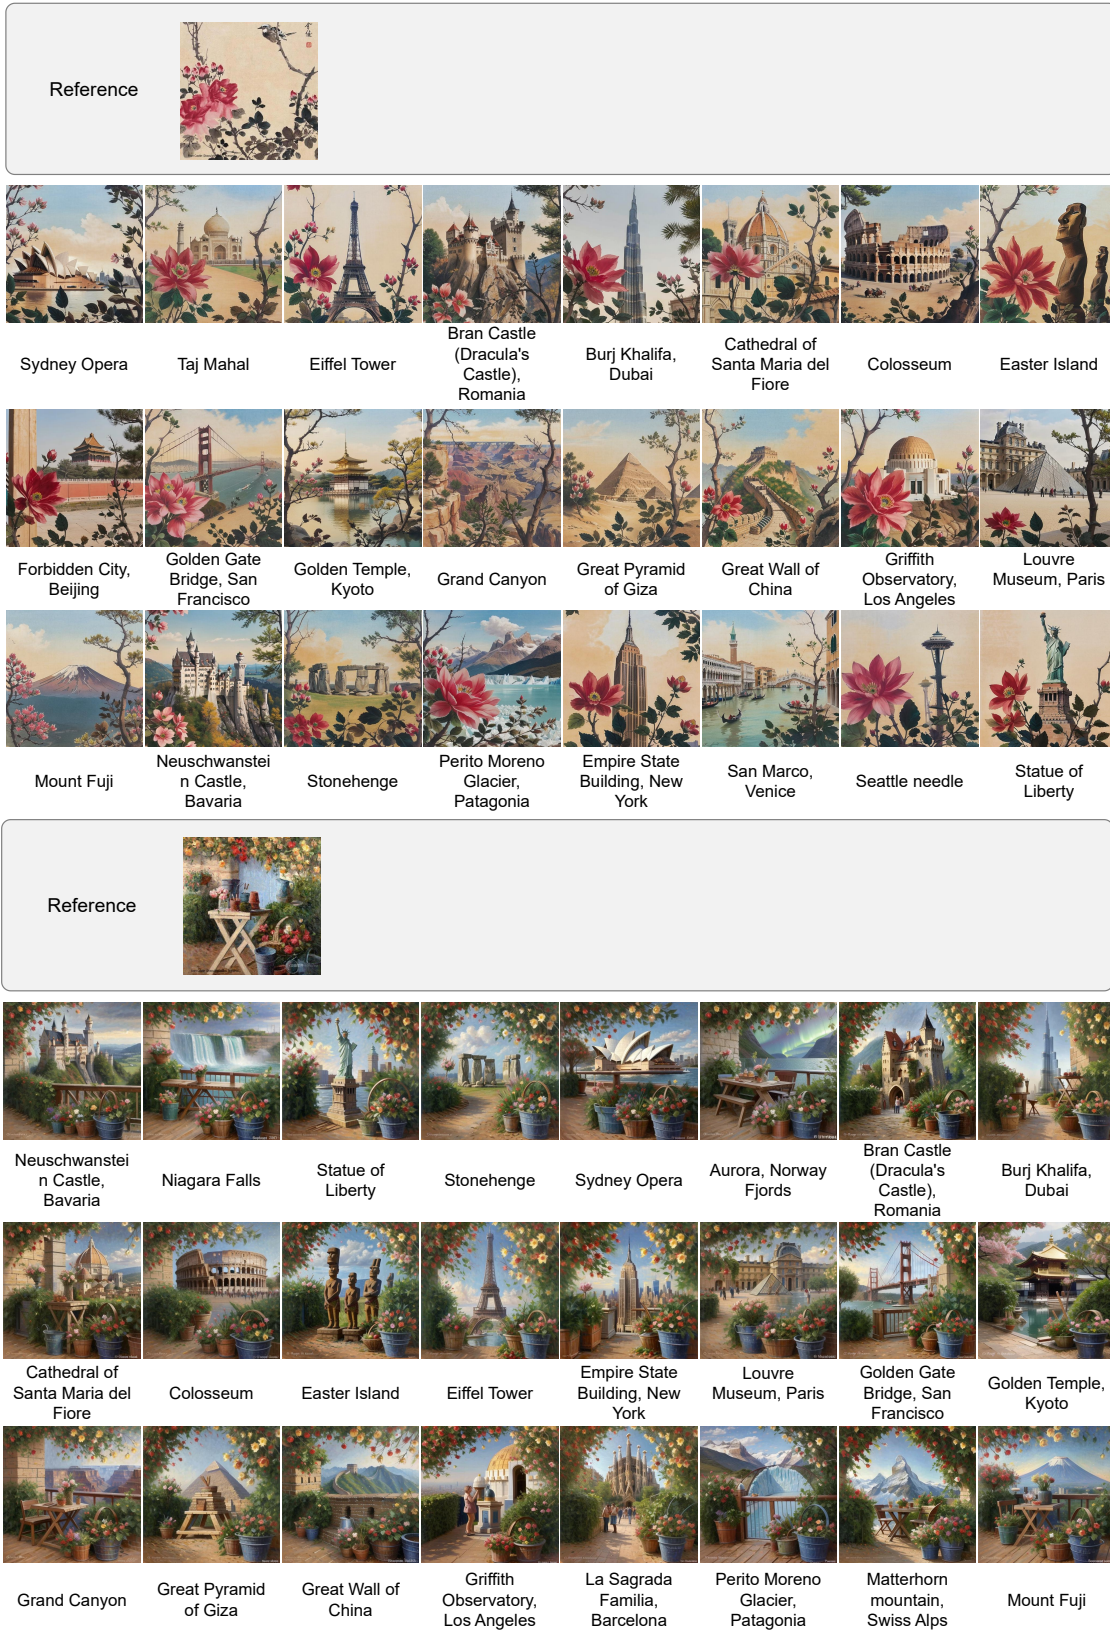 Reference
Sydney Opera
Taj Mahal
Eiffel Tower
Bran Castle
(Dracula's
Castle),
Romania
Burj Khalifa,
Dubai
Cathedral of
Santa Maria del
Fiore
Colosseum
Easter Island
Forbidden City,
Beijing
Golden Gate
Bridge, San
Francisco
Golden Temple,
Kyoto
Grand Canyon
Great Pyramid
of Giza
Great Wall of
China
Griffith
Observatory,
Los Angeles
Louvre
Museum, Paris
Mount Fuji
Neuschwanstei
n Castle,
Bavaria
Stonehenge
Perito Moreno
Glacier,
Patagonia
Empire State
Building, New
York
San Marco,
Venice
Seattle needle
Statue of
Liberty
Reference
Neuschwanstei
n Castle,
Bavaria
Niagara Falls
Statue of
Liberty
Stonehenge
Sydney Opera
Aurora, Norway
Fjords
Bran Castle
(Dracula's
Castle),
Romania
Burj Khalifa,
Dubai
Cathedral of
Santa Maria del
Fiore
Colosseum
Easter Island
Eiffel Tower
Empire State
Building, New
York
Louvre
Museum, Paris
Golden Gate
Bridge, San
Francisco
Golden Temple,
Kyoto
Grand Canyon
Great Pyramid
of Giza
Great Wall of
China
Griffith
Observatory,
Los Angeles
La Sagrada
Familia,
Barcelona
Perito Moreno
Glacier,
Patagonia
Matterhorn
mountain,
Swiss Alps
Mount Fuji